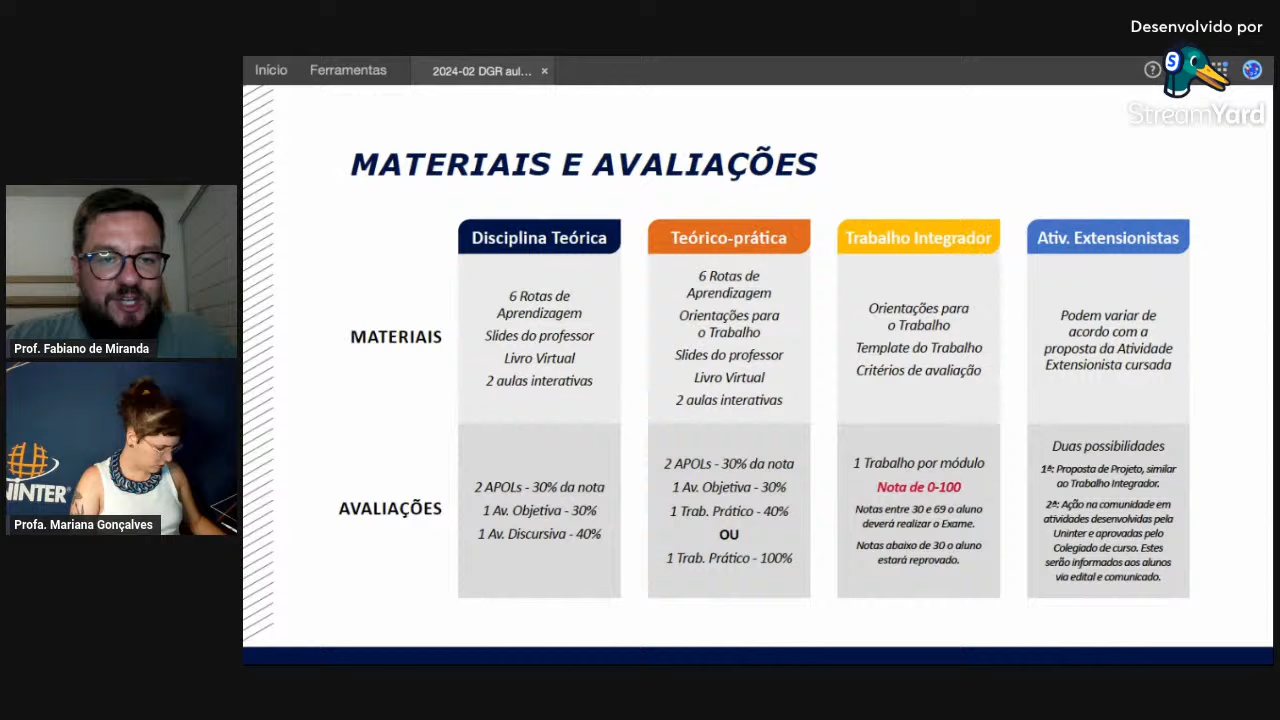 Desenvolvido por
StreamYard
Início Ferramentas 2024-02 DGR aul... ×
?
S
MATERIAIS E AVALIAÇÕES
Disciplina Teórica
Teórico-prática
Trabalho Integrador
Ativ. Extensionistas
MATERIAIS
6 Rotas de
Aprendizagem
Slides do professor
Livro Virtual
2 aulas interativas
6 Rotas de
Aprendizagem
Orientações para
o Trabalho
Slides do professor
Livro Virtual
2 aulas interativas
Orientações para
o Trabalho
Template do Trabalho
Critérios de avaliação
Podem variar de
acordo com a
proposta da Atividade
Extensionista cursada
AVALIAÇÕES
2 APOLs - 30% da nota
1 Av. Objetiva - 30%
1 Av. Discursiva - 40%
2 APOLs - 30% da nota
1 Av. Objetiva - 30%
1 Trab. Prático - 40%
OU
1 Trab. Prático - 100%
1 Trabalho por módulo
Nota de 0-100
Notas entre 30 e 69 o aluno
deverá realizar o Exame.
Notas abaixo de 30 o aluno
estará reprovado.
Duas possibilidades
1ª: Proposta de Projeto, similar
ao Trabalho Integrador.
2ª: Ação na comunidade em
atividades desenvolvidas pela
Uninter e aprovadas pelo
Colegiado de curso. Estes
serão informados aos alunos
via edital e comunicado.
Prof. Fabiano de Miranda
UNINTER
Profa. Mariana Gonçalves